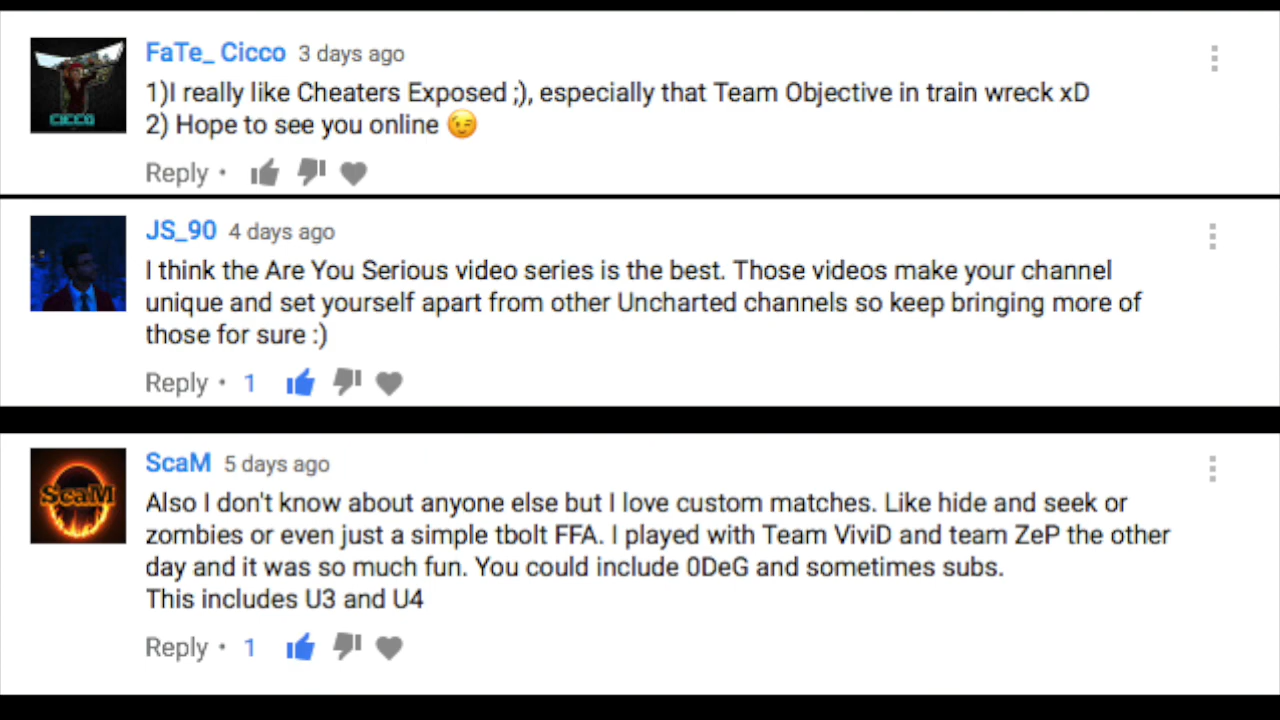 FaTe_ Cicco 3 days ago
1)I really like Cheaters Exposed ;), especially that Team Objective in train wreck xD
2) Hope to see you online 😉
Reply •
CICCO
JS_90 4 days ago
I think the Are You Serious video series is the best. Those videos make your channel
unique and set yourself apart from other Uncharted channels so keep bringing more of
those for sure :)
Reply • 1
ScaM 5 days ago
ScaM
Also I don't know about anyone else but I love custom matches. Like hide and seek or
zombies or even just a simple tbolt FFA. I played with Team ViviD and team ZeP the other
day and it was so much fun. You could include 0DeG and sometimes subs.
This includes U3 and U4
Reply • 1